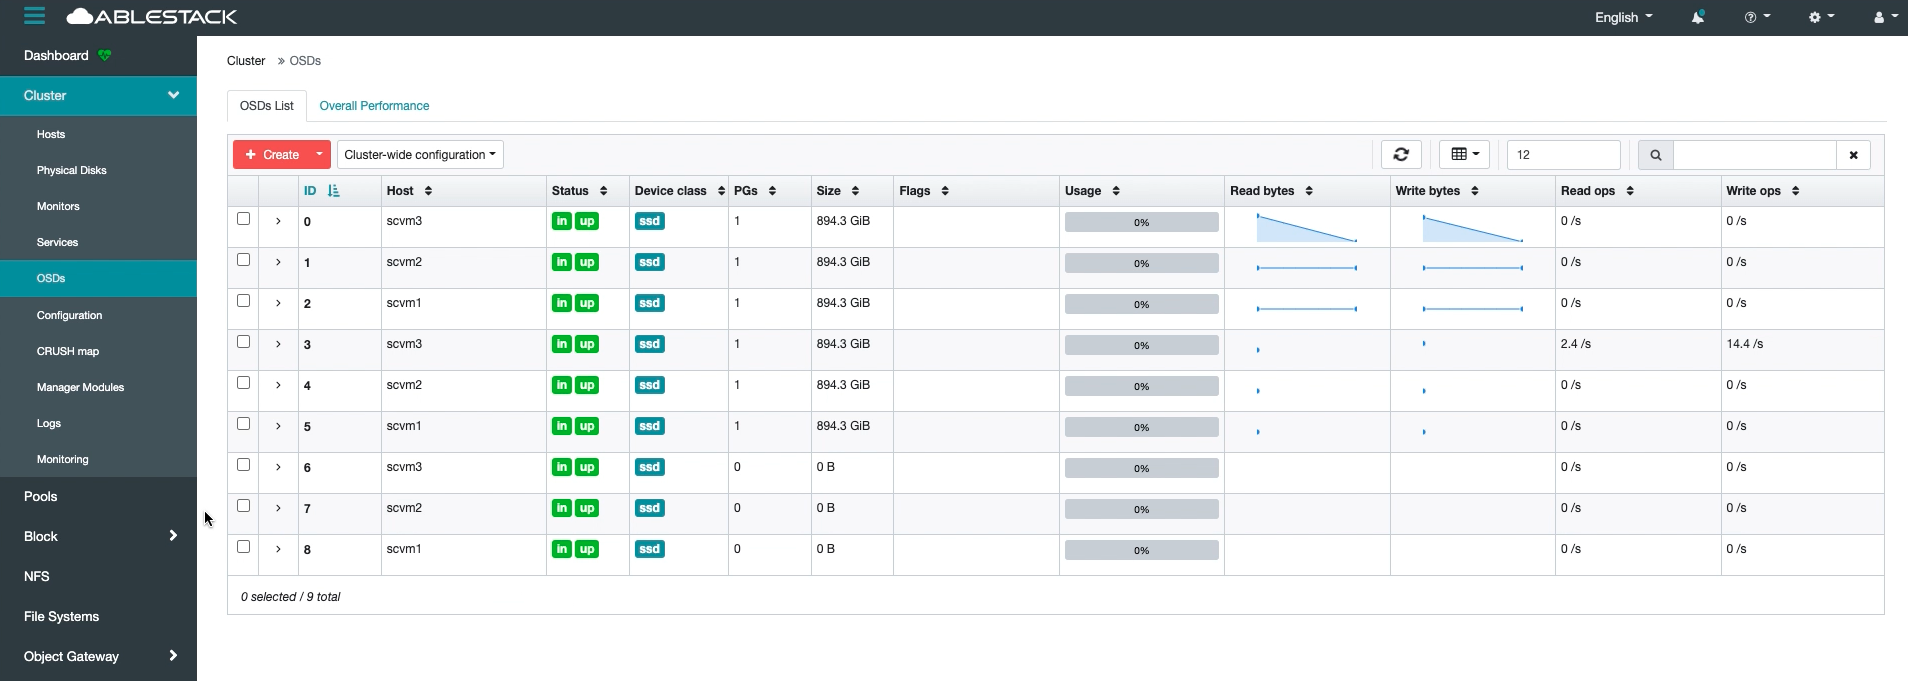 ABLESTACK English
Dashboard
Cluster
Hosts
Physical Disks
Monitors
Services
OSDs
Configuration
CRUSH map
Manager Modules
Logs
Monitoring
Pools
Block
NFS
File Systems
Object Gateway
Cluster » OSDs
OSDs List Overall Performance
+ Create Cluster-wide configuration 12
ID Host Status Device class PGs Size Flags Usage Read bytes Write bytes Read ops Write ops
0 scvm3 in up ssd 1 894.3 GiB 0% 0 /s 0 /s
1 scvm2 in up ssd 1 894.3 GiB 0% 0 /s 0 /s
2 scvm1 in up ssd 1 894.3 GiB 0% 0 /s 0 /s
3 scvm3 in up ssd 1 894.3 GiB 0% 2.4 /s 14.4 /s
4 scvm2 in up ssd 1 894.3 GiB 0% 0 /s 0 /s
5 scvm1 in up ssd 1 894.3 GiB 0% 0 /s 0 /s
6 scvm3 in up ssd 0 0 B 0% 0 /s 0 /s
7 scvm2 in up ssd 0 0 B 0% 0 /s 0 /s
8 scvm1 in up ssd 0 0 B 0% 0 /s 0 /s
0 selected / 9 total